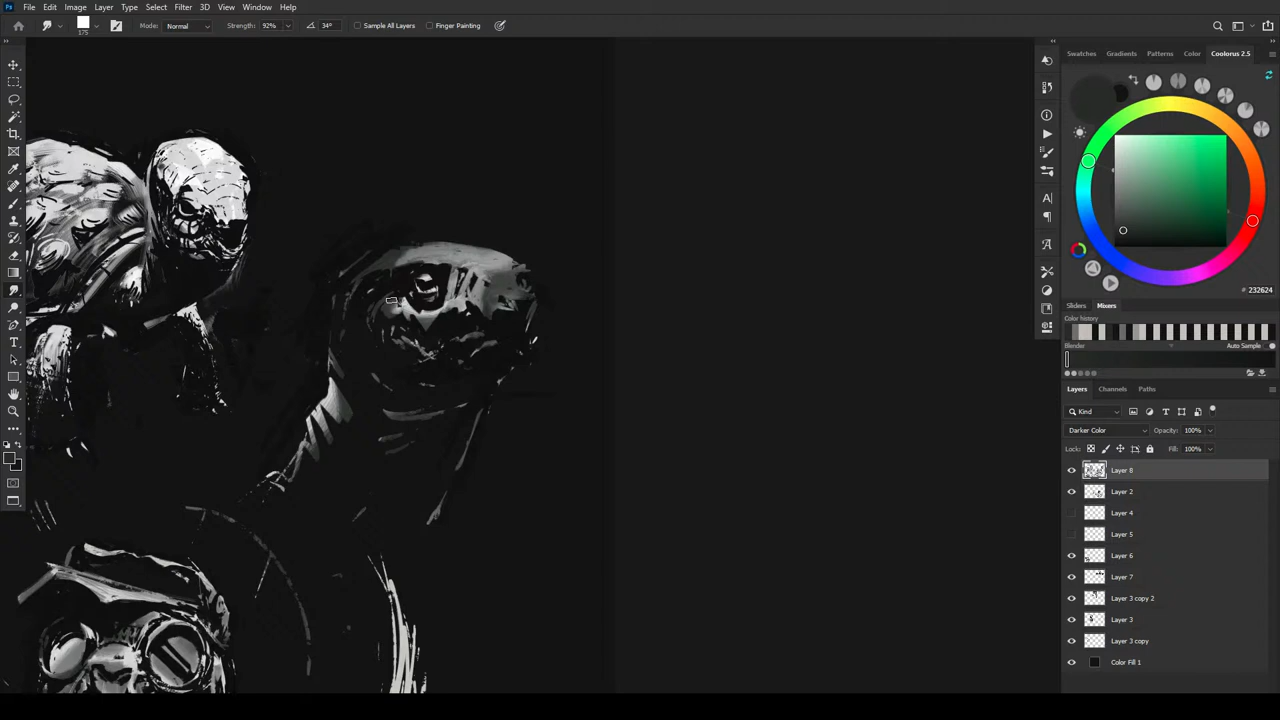 Ps File Edit Image Layer Type Select Filter 3D View Window Help
175 Mode: Normal Strength: 92% 34° Sample All Layers Finger Painting
Swatches Gradients Patterns Color Coolorus 2.5
# 232624
Sliders Mixers
Color history
Blender Auto Sample
Layers Channels Paths
Kind
Darker Color Opacity: 100%
Lock: Fill: 100%
Layer 8
Layer 2
Layer 4
Layer 5
Layer 6
Layer 7
Layer 3 copy 2
Layer 3
Layer 3 copy
Color Fill 1